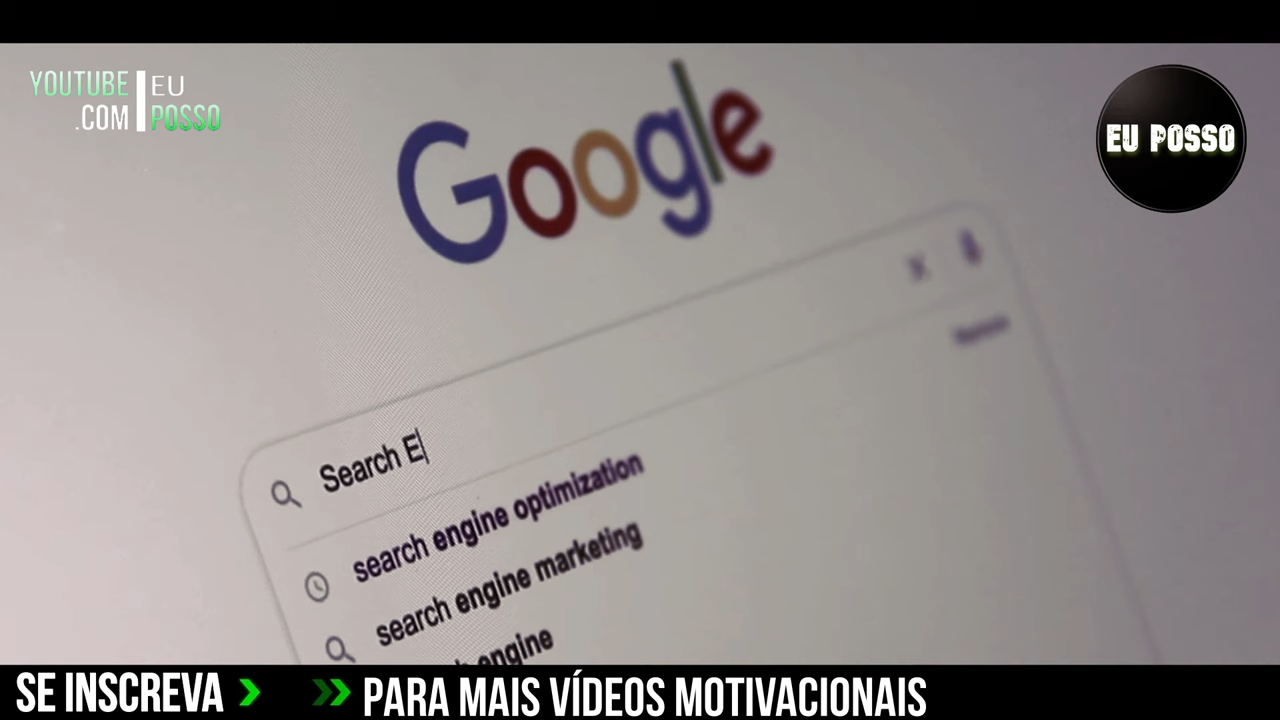 YOUTUBE
.COM
EU
POSSO
EU POSSO
Google
Search E
search engine optimization
search engine marketing
engine
SE INSCREVA
PARA MAIS VÍDEOS MOTIVACIONAIS